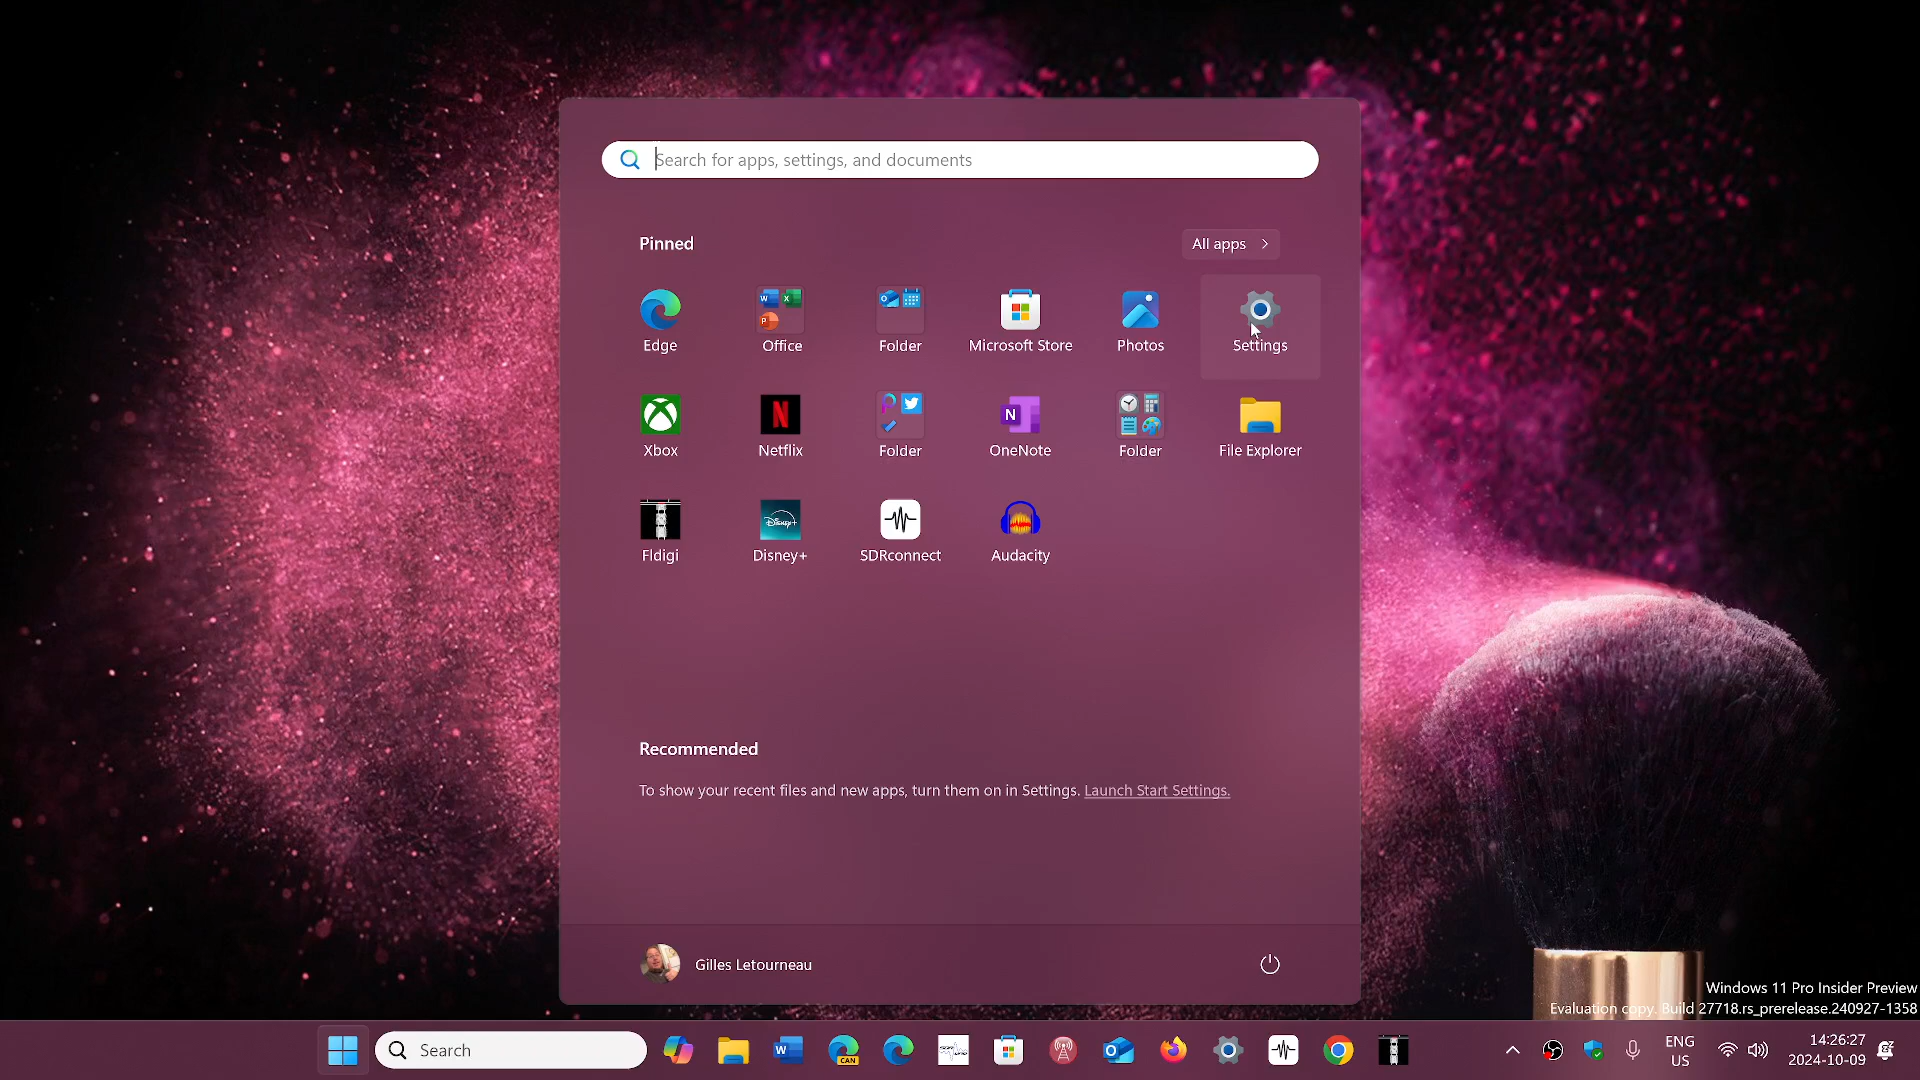 Search for apps, settings, and documents
Pinned
All apps
Edge
Office
Folder
Microsoft Store
Photos
Settings
Xbox
Netflix
Folder
OneNote
Folder
File Explorer
Fldigi
Disney+
SDRconnect
Audacity
Recommended
To show your recent files and new apps, turn them on in Settings. Launch Start Settings.
Gilles Letourneau
Windows 11 Pro Insider Preview
Evaluation copy. Build 27718.rs_prerelease.240927-1358
Search
CAN
ENG
US
14:26:27
2024-10-09